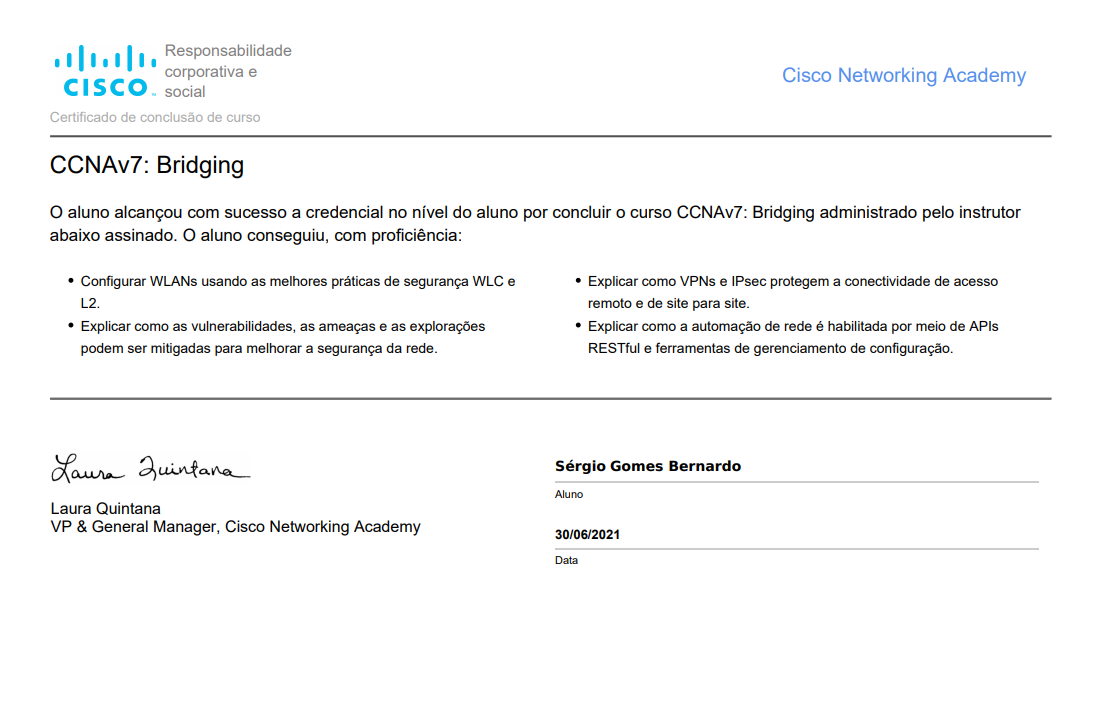 Responsabilidade
corporativa e
social
CISCO
Cisco Networking Academy
Certificado de conclusão de curso
CCNAv7: Bridging
O aluno alcançou com sucesso a credencial no nível do aluno por concluir o curso CCNAv7: Bridging administrado pelo instrutor
abaixo assinado. O aluno conseguiu, com proficiência:
• Configurar WLANs usando as melhores práticas de segurança WLC e
L2.
• Explicar como as vulnerabilidades, as ameaças e as explorações
podem ser mitigadas para melhorar a segurança da rede.
• Explicar como VPNs e IPsec protegem a conectividade de acesso
remoto e de site para site.
• Explicar como a automação de rede é habilitada por meio de APIs
RESTful e ferramentas de gerenciamento de configuração.
Laura Quintana
Laura Quintana
VP & General Manager, Cisco Networking Academy
Sérgio Gomes Bernardo
Aluno
30/06/2021
Data